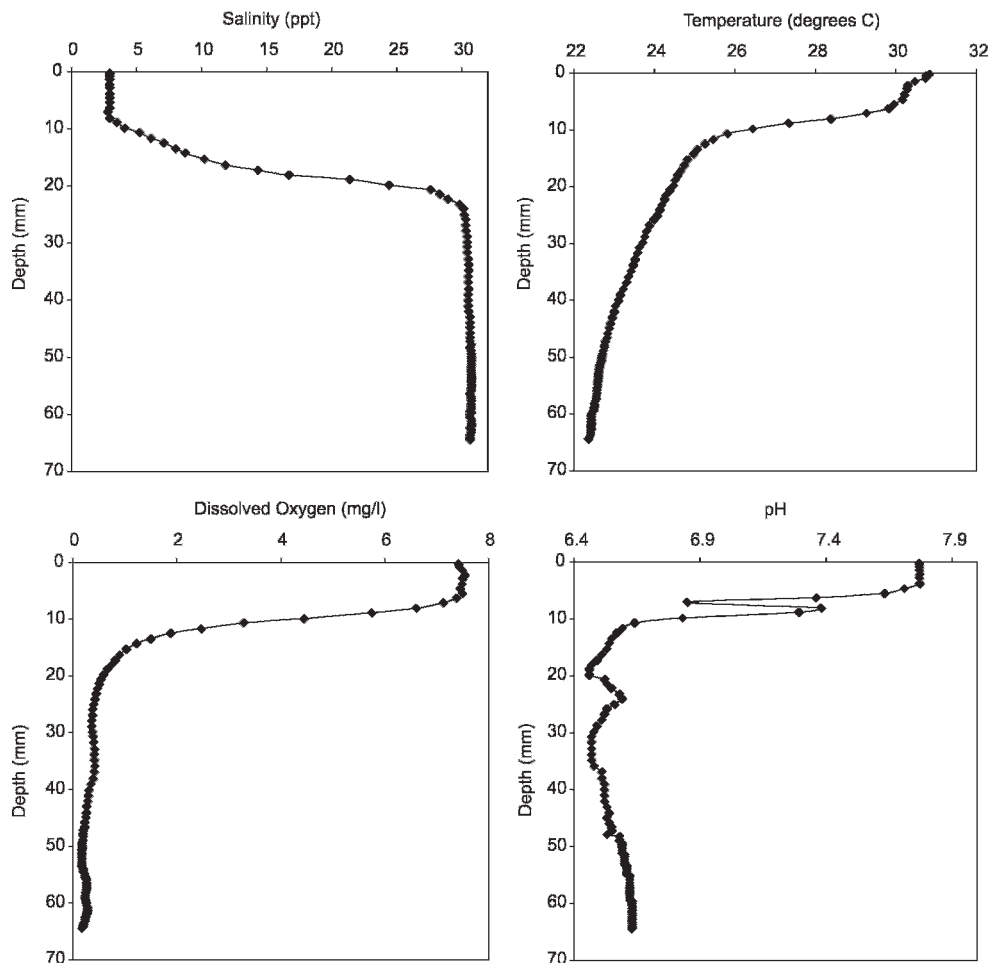 Salinity (ppt)
0 5 10 15 20 25 30
0
10
20
30
40
50
60
70
Depth (mm)
Temperature (degrees C)
22 24 26 28 30 32
0
10
20
30
40
50
60
70
Depth (mm)
Dissolved Oxygen (mg/l)
0 2 4 6 8
0
10
20
30
40
50
60
70
Depth (mm)
pH
6.4 6.9 7.4 7.9
0
10
20
30
40
50
60
70
Depth (mm)